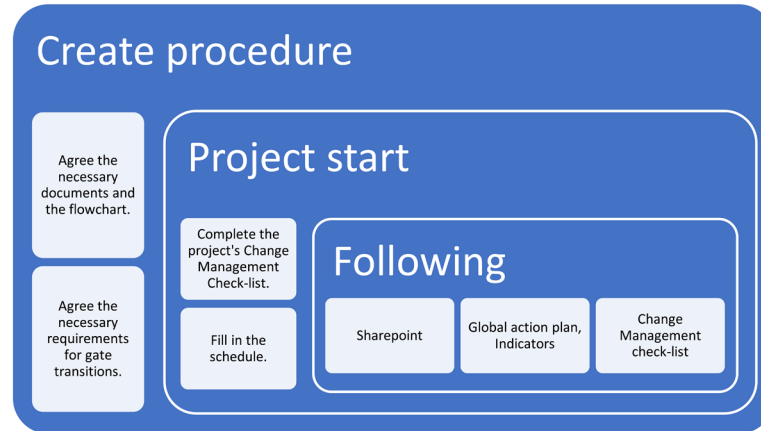 Create procedure
Agree the
necessary
documents and
the flowchart.
Agree the
necessary
requirements
for gate
transitions.
Project start
Complete the
project's Change
Management
Check-list.
Fill in the
schedule.
Following
Sharepoint
Global action plan,
Indicators
Change
Management
check-list